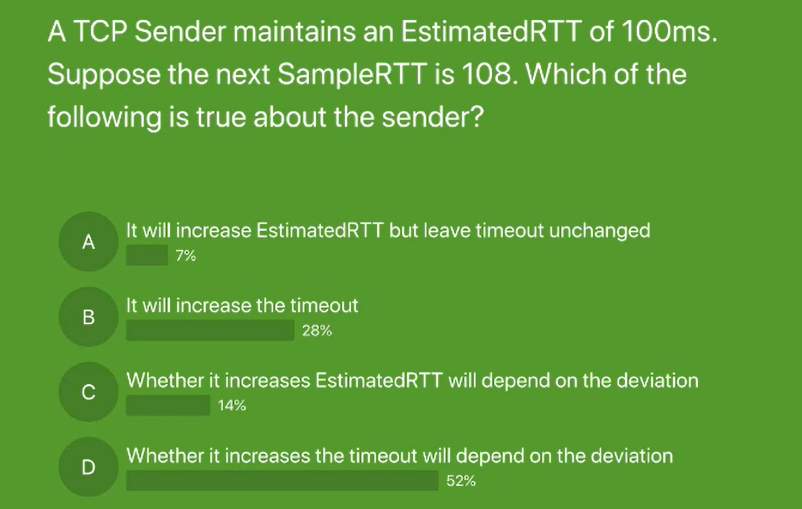 A TCP Sender maintains an EstimatedRTT of 100ms.
Suppose the next SampleRTT is 108. Which of the
following is true about the sender?
A
It will increase EstimatedRTT but leave timeout unchanged
7%
B
It will increase the timeout
28%
C
Whether it increases EstimatedRTT will depend on the deviation
14%
D
Whether it increases the timeout will depend on the deviation
52%